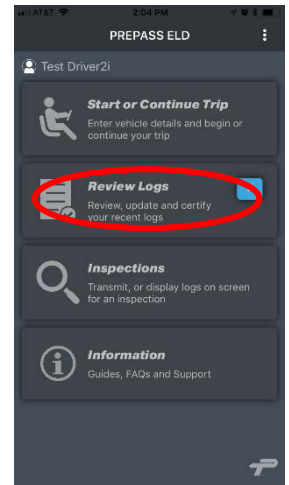 AT&T 2:04 PM
PREPASS ELD
Test Driver2i
Start or Continue Trip
Enter vehicle details and begin or
continue your trip
Review Logs
Review, update and certify
your recent logs
Inspections
Transmit, or display logs on screen
for an inspection
Information
Guides, FAQs and Support